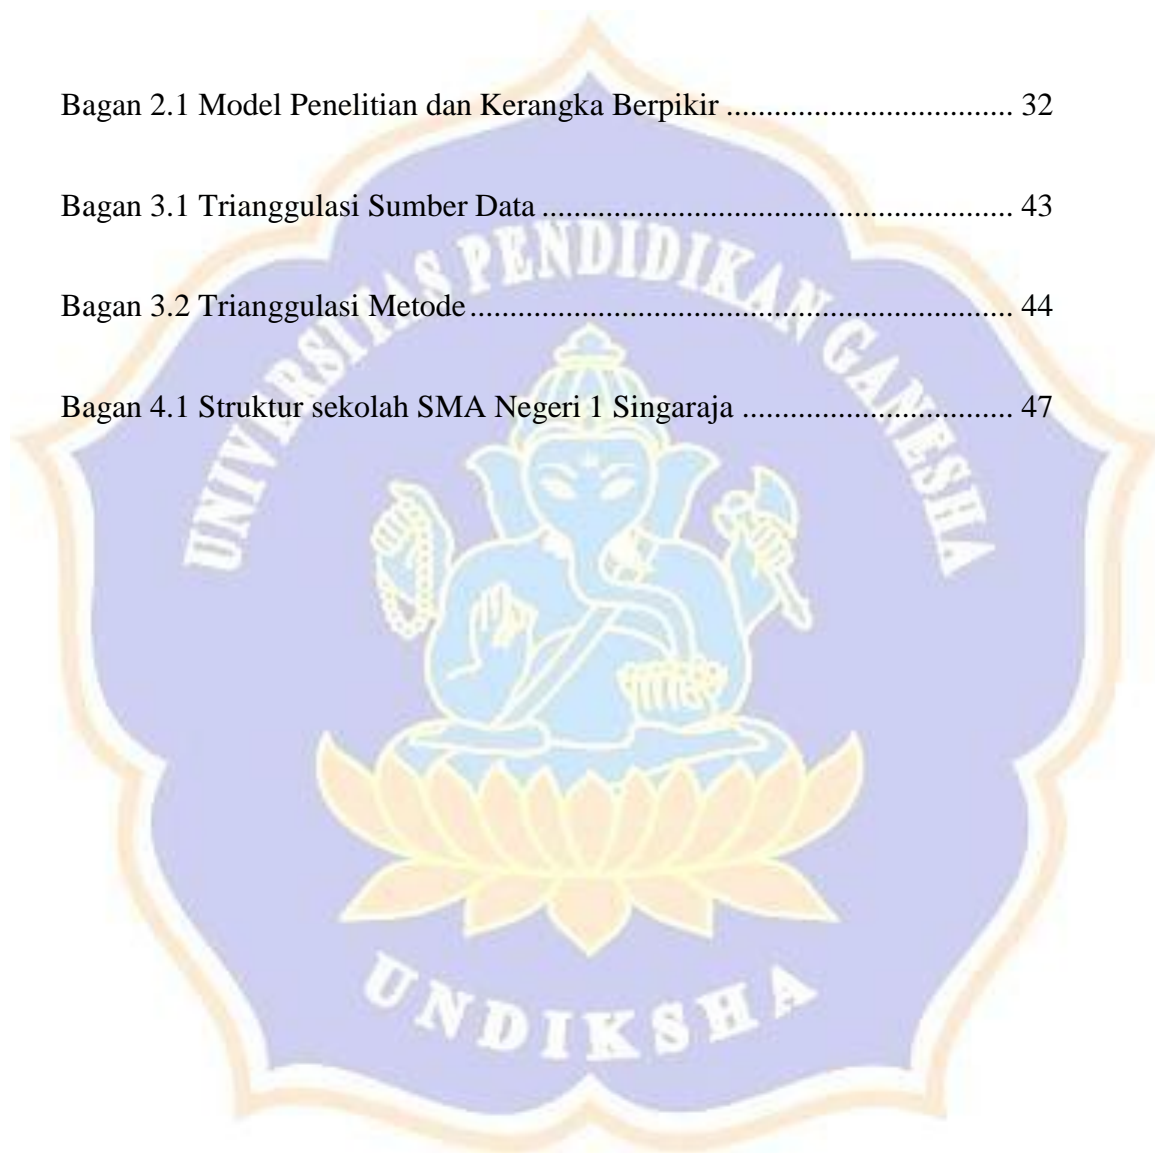 Bagan 2.1 Model Penelitian dan Kerangka Berpikir .................................... 32
Bagan 3.1 Trianggulasi Sumber Data .......................................................... 43
Bagan 3.2 Trianggulasi Metode ................................................................... 44
Bagan 4.1 Struktur sekolah SMA Negeri 1 Singaraja .................................. 47
UNIVERSITAS PENDIDIKAN GANESHA
UNDIKSHA